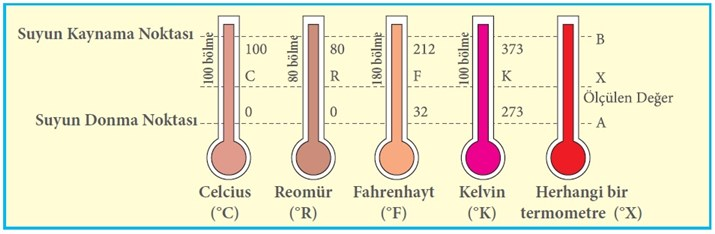 Suyun Kaynama Noktası
100 bölme
100
C
0
80 bölme
80
R
0
180 bölme
212
F
32
100 bölme
373
K
273
B
X
Ölçülen Değer
A
Suyun Donma Noktası
Celcius Reomür Fahrenhayt Kelvin Herhangi bir
(°C) (°R) (°F) (°K) termometre (°X)